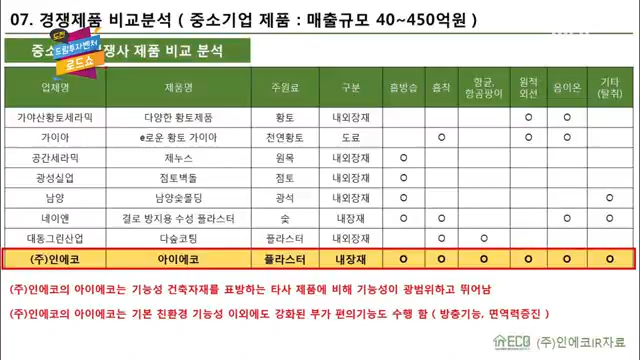 07. 경쟁제품 비교분석 ( 중소기업 제품 : 매출규모 40~450억원 )
도전
드림투자벤처
로드쇼
중소 쟁사 제품 비교 분석
업체명 제품명 주원료 구분 흡방습 흡착 항균, 항곰팡이 원적 외선 음이온 기타 (탈취)
가야산황토세라믹 다양한 황토제품 황토 내외장재 O O
가이아 e로운 황토 가이아 천연황토 도료 O O O
공간세라믹 제누스 원목 내외장재 O
광성실업 점토벽돌 점토 내외장재 O
남양 남양숯몰딩 광석 내외장재 O O
네이앤 결로 방지용 수성 플라스터 숯 내장재 O O O O
대동그린산업 다숲코팅 플라스터 내외장재 O O
(주)인에코 아이에코 플라스터 내장재 O O O O O O
(주)인에코의 아이에코는 기능성 건축자재를 표방하는 타사 제품에 비해 기능성이 광범위하고 뛰어남
(주)인에코의 아이에코는 기본 친환경 기능성 이외에도 강화된 부가 편의기능도 수행 함 ( 방충기능, 면역력증진 )
ECO (주)인에코IR자료